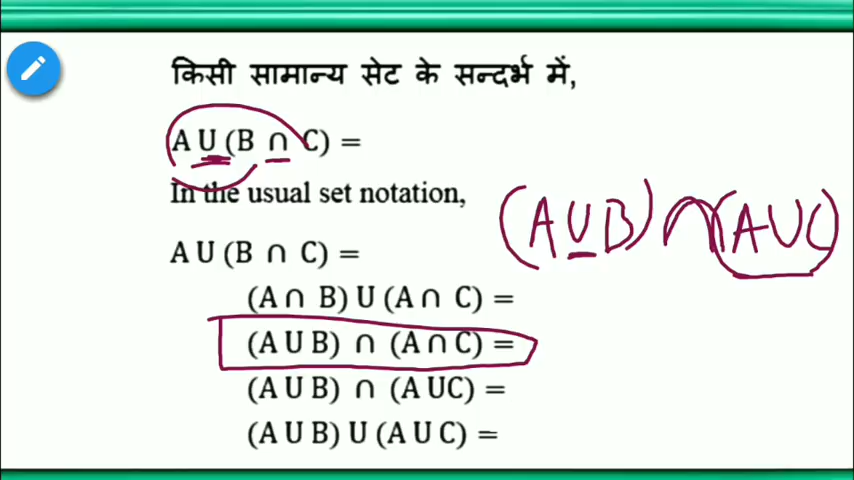 किसी सामान्य सेट के सन्दर्भ में,
A U (B ∩ C) =
In the usual set notation,
(A U B) ∩ (A U C)
A U (B ∩ C) =
(A ∩ B) U (A ∩ C) =
(A U B) ∩ (A ∩ C) =
(A U B) ∩ (A UC) =
(A U B) U (A U C) =